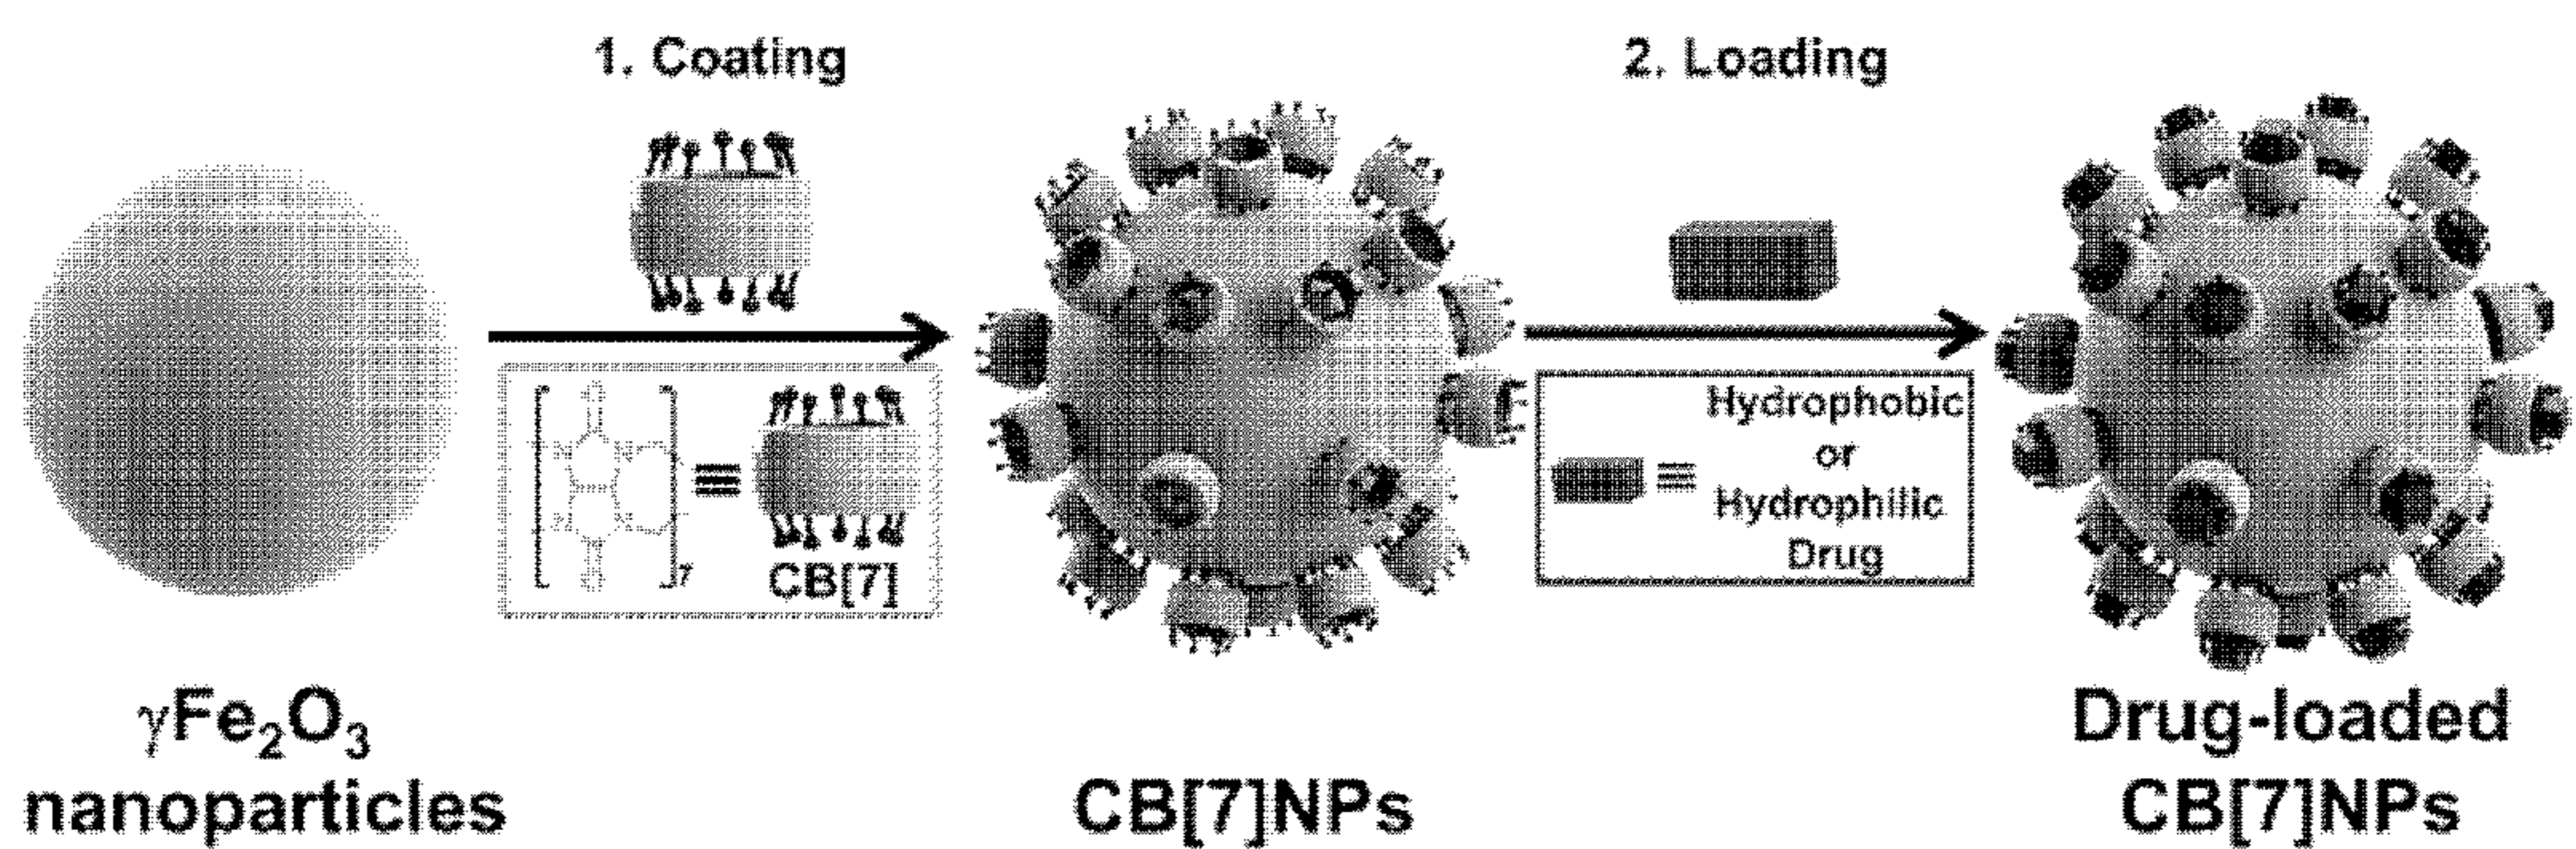 1. Coating
2. Loading
7
CB[7]
Hydrophobic
or
Hydrophilic
Drug
γFe₂O₃
nanoparticles
CB[7]NPs
Drug-loaded
CB[7]NPs